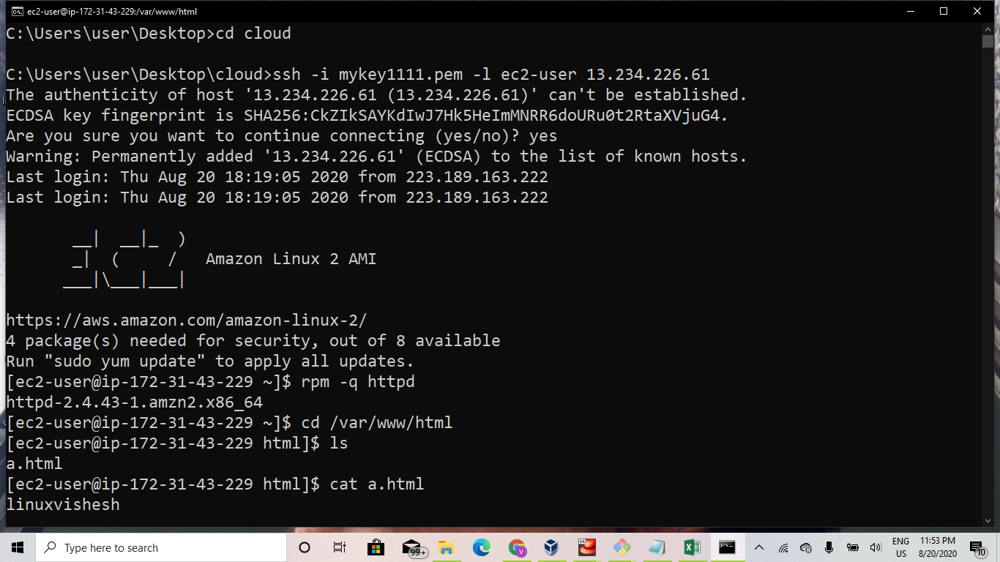 ec2-user@ip-172-31-43-229:/var/www/html
C:\Users\user\Desktop>cd cloud
C:\Users\user\Desktop\cloud>ssh -i mykey1111.pem -l ec2-user 13.234.226.61
The authenticity of host '13.234.226.61 (13.234.226.61)' can't be established.
ECDSA key fingerprint is SHA256:CkZIkSAYKdIwJ7Hk5HeImMNRR6doURu0t2RtaXVjuG4.
Are you sure you want to continue connecting (yes/no)? yes
Warning: Permanently added '13.234.226.61' (ECDSA) to the list of known hosts.
Last login: Thu Aug 20 18:19:05 2020 from 223.189.163.222
Last login: Thu Aug 20 18:19:05 2020 from 223.189.163.222
       __|  __|_  )
       _|  (     /   Amazon Linux 2 AMI
      ___|\___|___|
https://aws.amazon.com/amazon-linux-2/
4 package(s) needed for security, out of 8 available
Run "sudo yum update" to apply all updates.
[ec2-user@ip-172-31-43-229 ~]$ rpm -q httpd
httpd-2.4.43-1.amzn2.x86_64
[ec2-user@ip-172-31-43-229 ~]$ cd /var/www/html
[ec2-user@ip-172-31-43-229 html]$ ls
a.html
[ec2-user@ip-172-31-43-229 html]$ cat a.html
linuxvishesh
Type here to search
99+
ENG
US
11:53 PM
8/20/2020
10